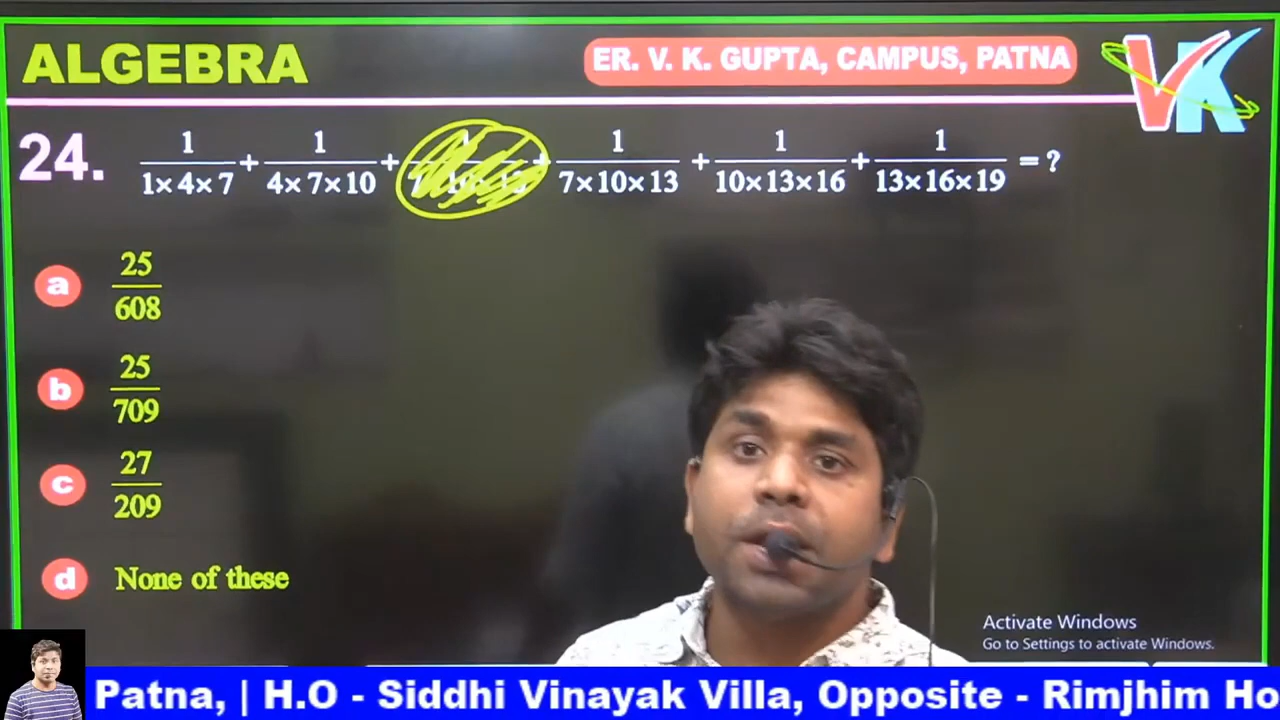 ALGEBRA
ER. V. K. GUPTA, CAMPUS, PATNA
VK
24. 1/(1×4×7) + 1/(4×7×10) + + 1/(7×10×13) + 1/(10×13×16) + 1/(13×16×19) = ?
a 25/608
b 25/709
c 27/209
d None of these
Activate Windows
Go to Settings to activate Windows.
Patna, | H.O - Siddhi Vinayak Villa, Opposite - Rimjhim Ho